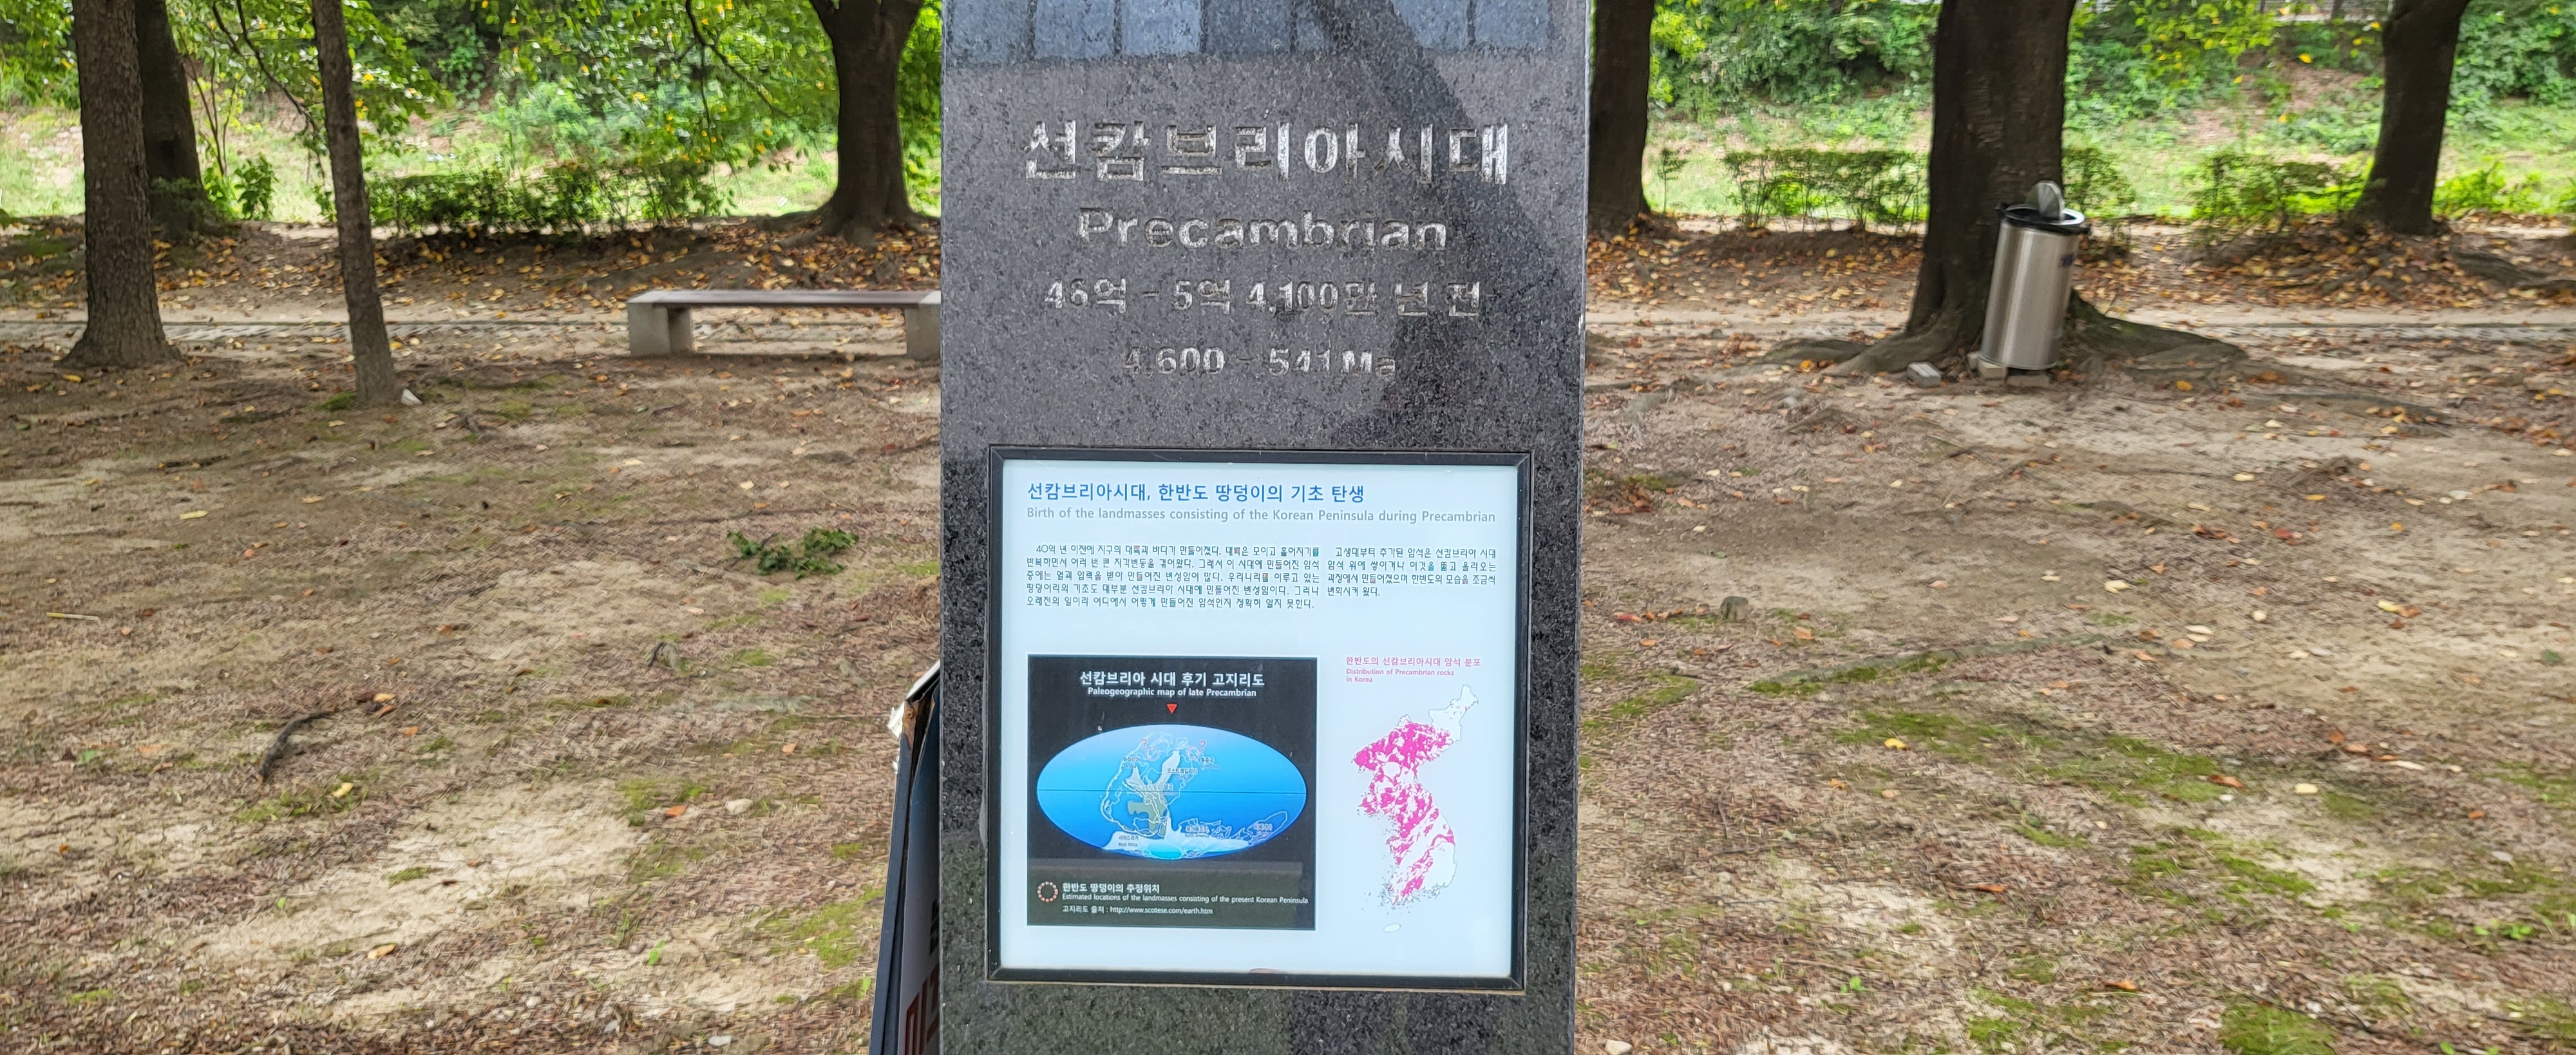 선캄브리아시대
Precambrian
46억 - 5억 4,100만 년 전
4,600 - 541 Ma
선캄브리아시대, 한반도 땅덩이의 기초 탄생
Birth of the landmasses consisting of the Korean Peninsula during Precambrian
40억 년 이전에 지구의 대륙과 바다가 만들어졌다. 대륙은 모이고 흩어지기를
반복하면서 여러 번 큰 지각변동을 겪어왔다. 그래서 이 시대에 만들어진 암석
중에는 열과 압력을 받아 만들어진 변성암이 많다. 우리나라를 이루고 있는
땅덩어리의 기초도 대부분 선캄브리아 시대에 만들어진 변성암이다. 그러나
오래전의 일이라 어디에서 어떻게 만들어진 암석인지 정확히 알지 못한다.
고생대부터 추가된 암석은 선캄브리아 시대
암석 위에 쌓이거나 이것을 뚫고 올라오는
과정에서 만들어졌으며 한반도의 모습을 조금씩
변화시켜 왔다.
선캄브리아 시대 후기 고지리도
Paleogeographic map of late Precambrian
한반도 땅덩이의 추정위치
Estimated locations of the landmasses consisting of the present Korean Peninsula
고지리도 출처 : http://www.scotese.com/earth.htm
한반도의 선캄브리아시대 암석 분포
Distribution of Precambrian rocks
in Korea